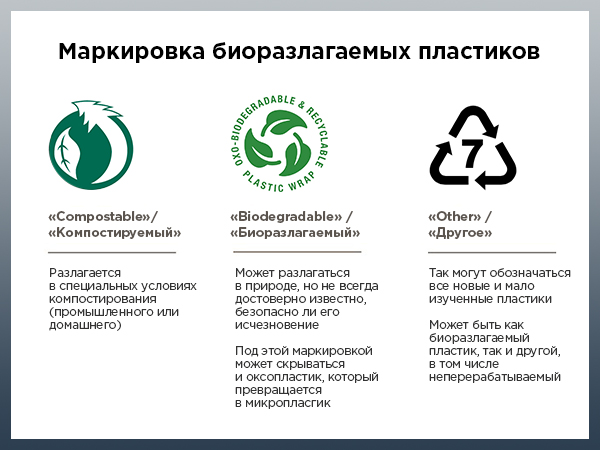 Маркировка биоразлагаемых пластиков
OXO-BIODEGRADABLE & RECYCLABLE
PLASTIC WRAP
7
«Compostable»/
«Компостируемый»
Разлагается
в специальных условиях
компостирования
(промышленного или
домашнего)
«Biodegradable» /
«Биоразлагаемый»
Может разлагаться
в природе, но не всегда
достоверно известно,
безопасно ли его
исчезновение
Под этой маркировкой
может скрываться
и оксопластик, который
превращается
в микропласгик
«Other» /
«Другое»
Так могут обозначаться
все новые и мало
изученные пластики
Может быть как
биоразлагаемый
пластик, так и другой,
в том числе
неперерабатываемый